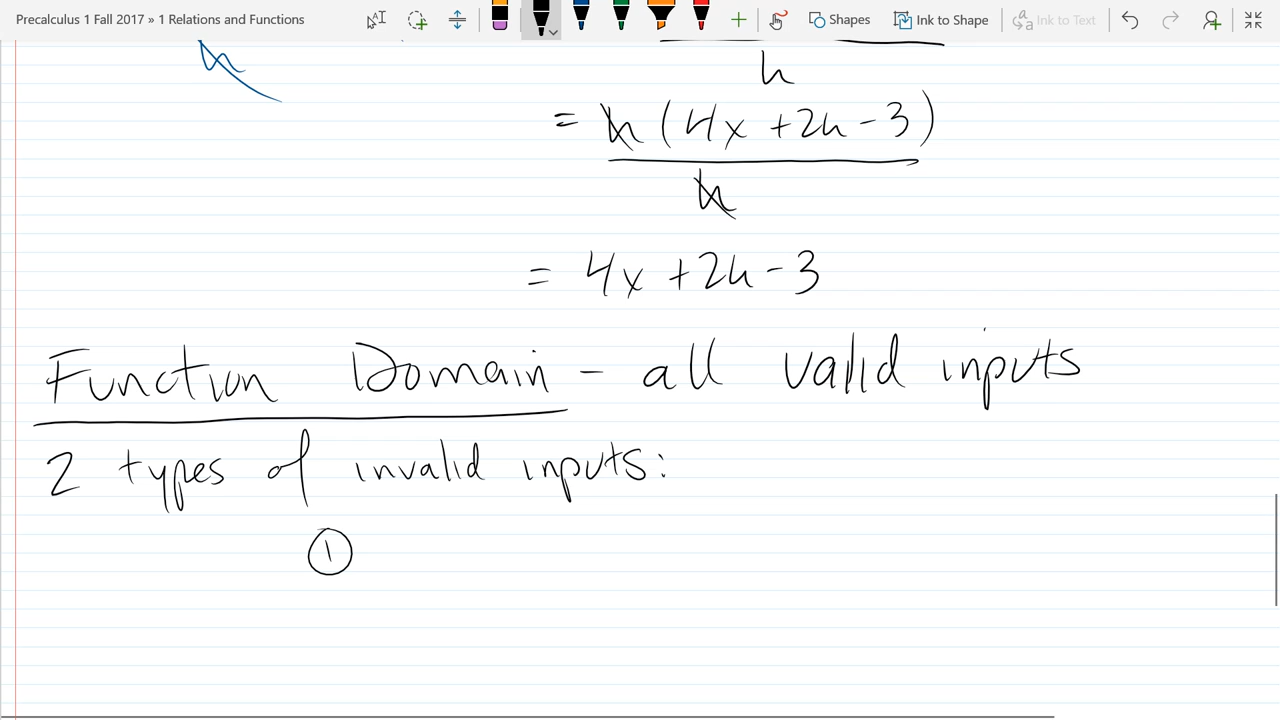 Precalculus 1 Fall 2017 » 1 Relations and Functions
Shapes
Ink to Shape
Ink to Text
h
h
= h(4x+2h-3)
h
= 4x+2h-3
Function Domain - all valid inputs
2 types of invalid inputs:
①